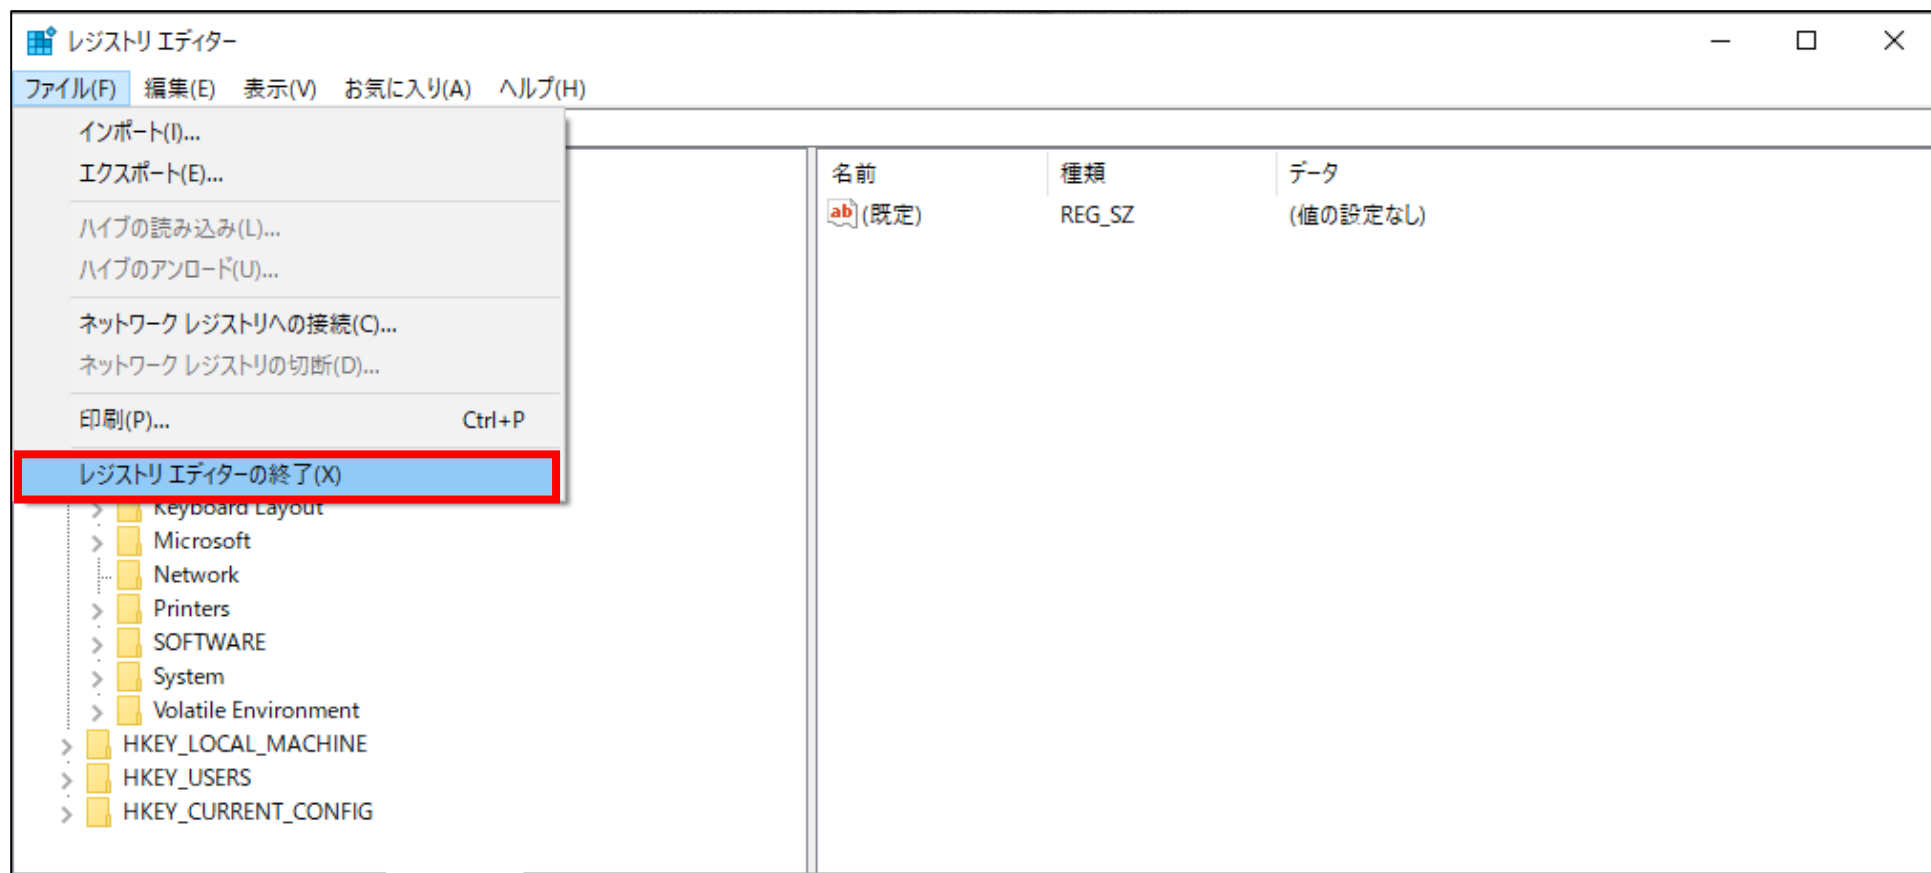 レジストリ エディター
ファイル(F) 編集(E) 表示(V) お気に入り(A) ヘルプ(H)
インポート(I)...
エクスポート(E)...
ハイブの読み込み(L)...
ハイブのアンロード(U)...
ネットワーク レジストリへの接続(C)...
ネットワーク レジストリの切断(D)...
印刷(P)... Ctrl+P
レジストリ エディターの終了(X)
Keyboard Layout
Microsoft
Network
Printers
SOFTWARE
System
Volatile Environment
HKEY_LOCAL_MACHINE
HKEY_USERS
HKEY_CURRENT_CONFIG
名前 種類 データ
ab (既定) REG_SZ (値の設定なし)